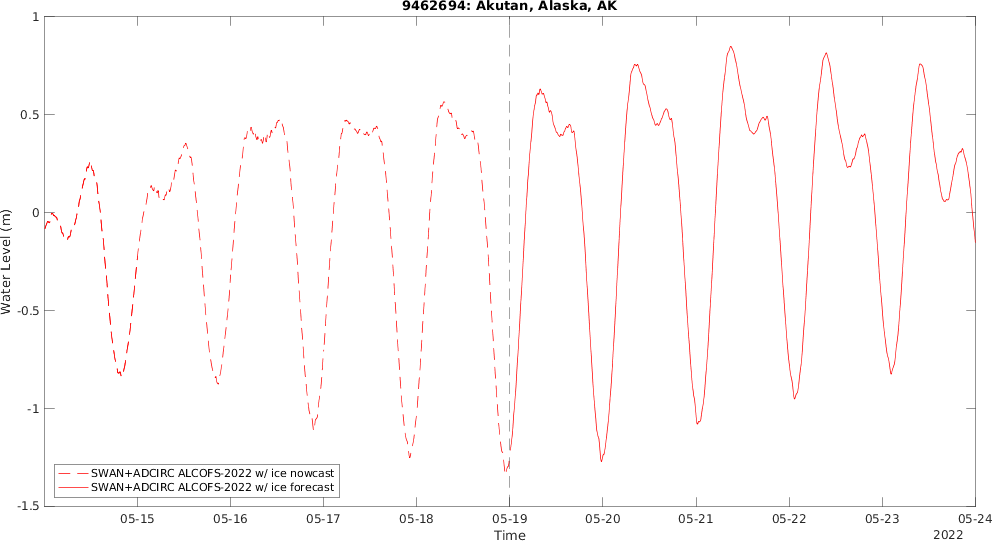 9462694: Akutan, Alaska, AK
1
0.5
0
-0.5
-1
-1.5
Water Level (m)
SWAN+ADCIRC ALCOFS-2022 w/ ice nowcast
SWAN+ADCIRC ALCOFS-2022 w/ ice forecast
05-15 05-16 05-17 05-18 05-19 05-20 05-21 05-22 05-23 05-24
Time
2022